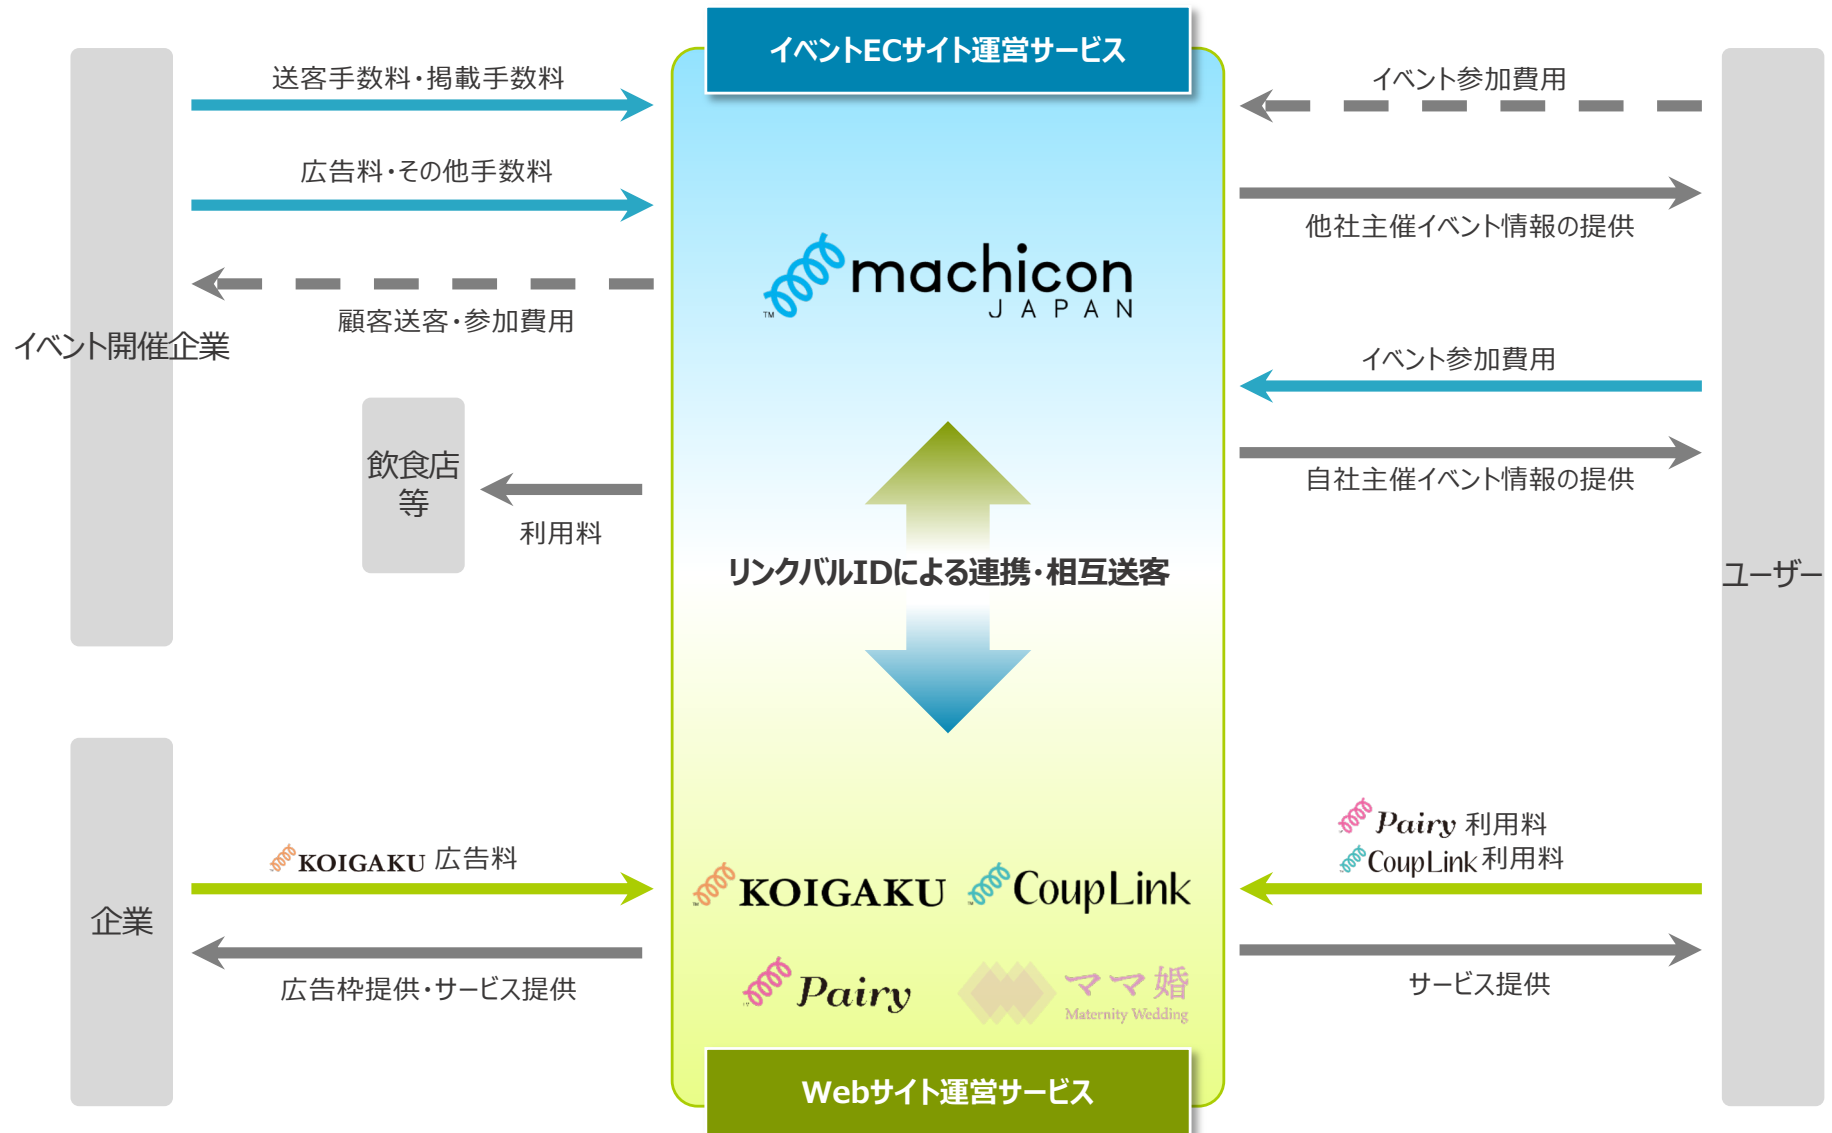 イベントECサイト運営サービス
送客手数料・掲載手数料
広告料・その他手数料
顧客送客・参加費用
イベント開催企業
飲食店
等
利用料
machicon
JAPAN
TM
イベント参加費用
他社主催イベント情報の提供
イベント参加費用
自社主催イベント情報の提供
リンクバルIDによる連携・相互送客
ユーザー
企業
KOIGAKU 広告料
広告枠提供・サービス提供
KOIGAKU
CoupLink
Pairy
ママ婚
Maternity Wedding
Pairy 利用料
CoupLink 利用料
サービス提供
Webサイト運営サービス